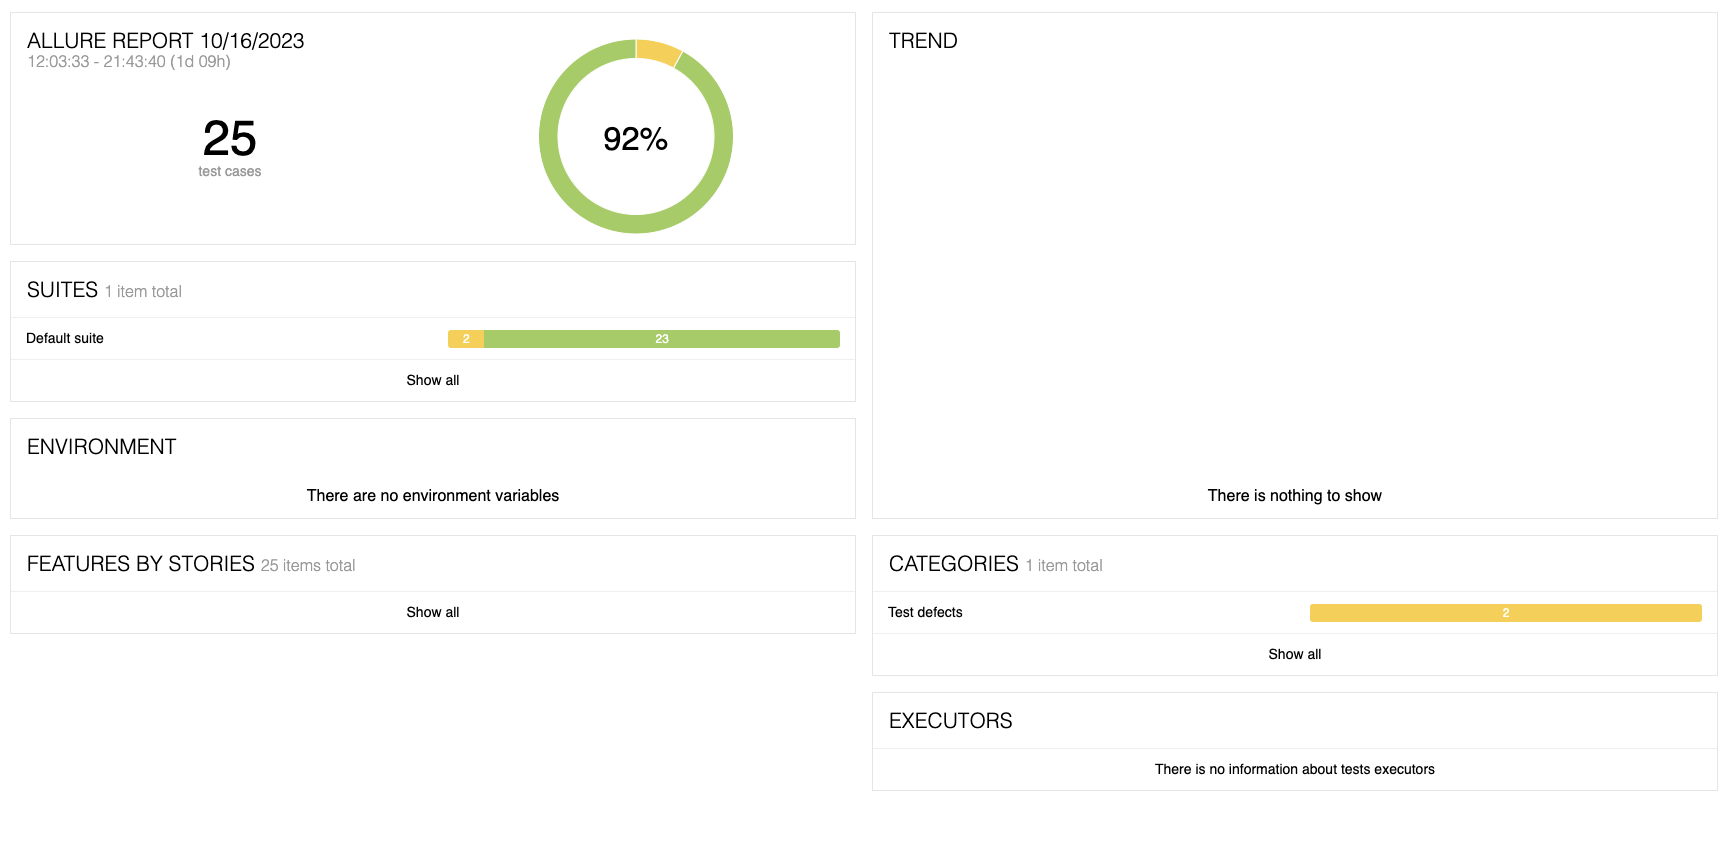 ALLURE REPORT 10/16/2023
12:03:33 - 21:43:40 (1d 09h)
25
test cases
92%
SUITES 1 item total
Default suite
2
23
Show all
ENVIRONMENT
There are no environment variables
FEATURES BY STORIES 25 items total
Show all
TREND
There is nothing to show
CATEGORIES 1 item total
Test defects
2
Show all
EXECUTORS
There is no information about tests executors